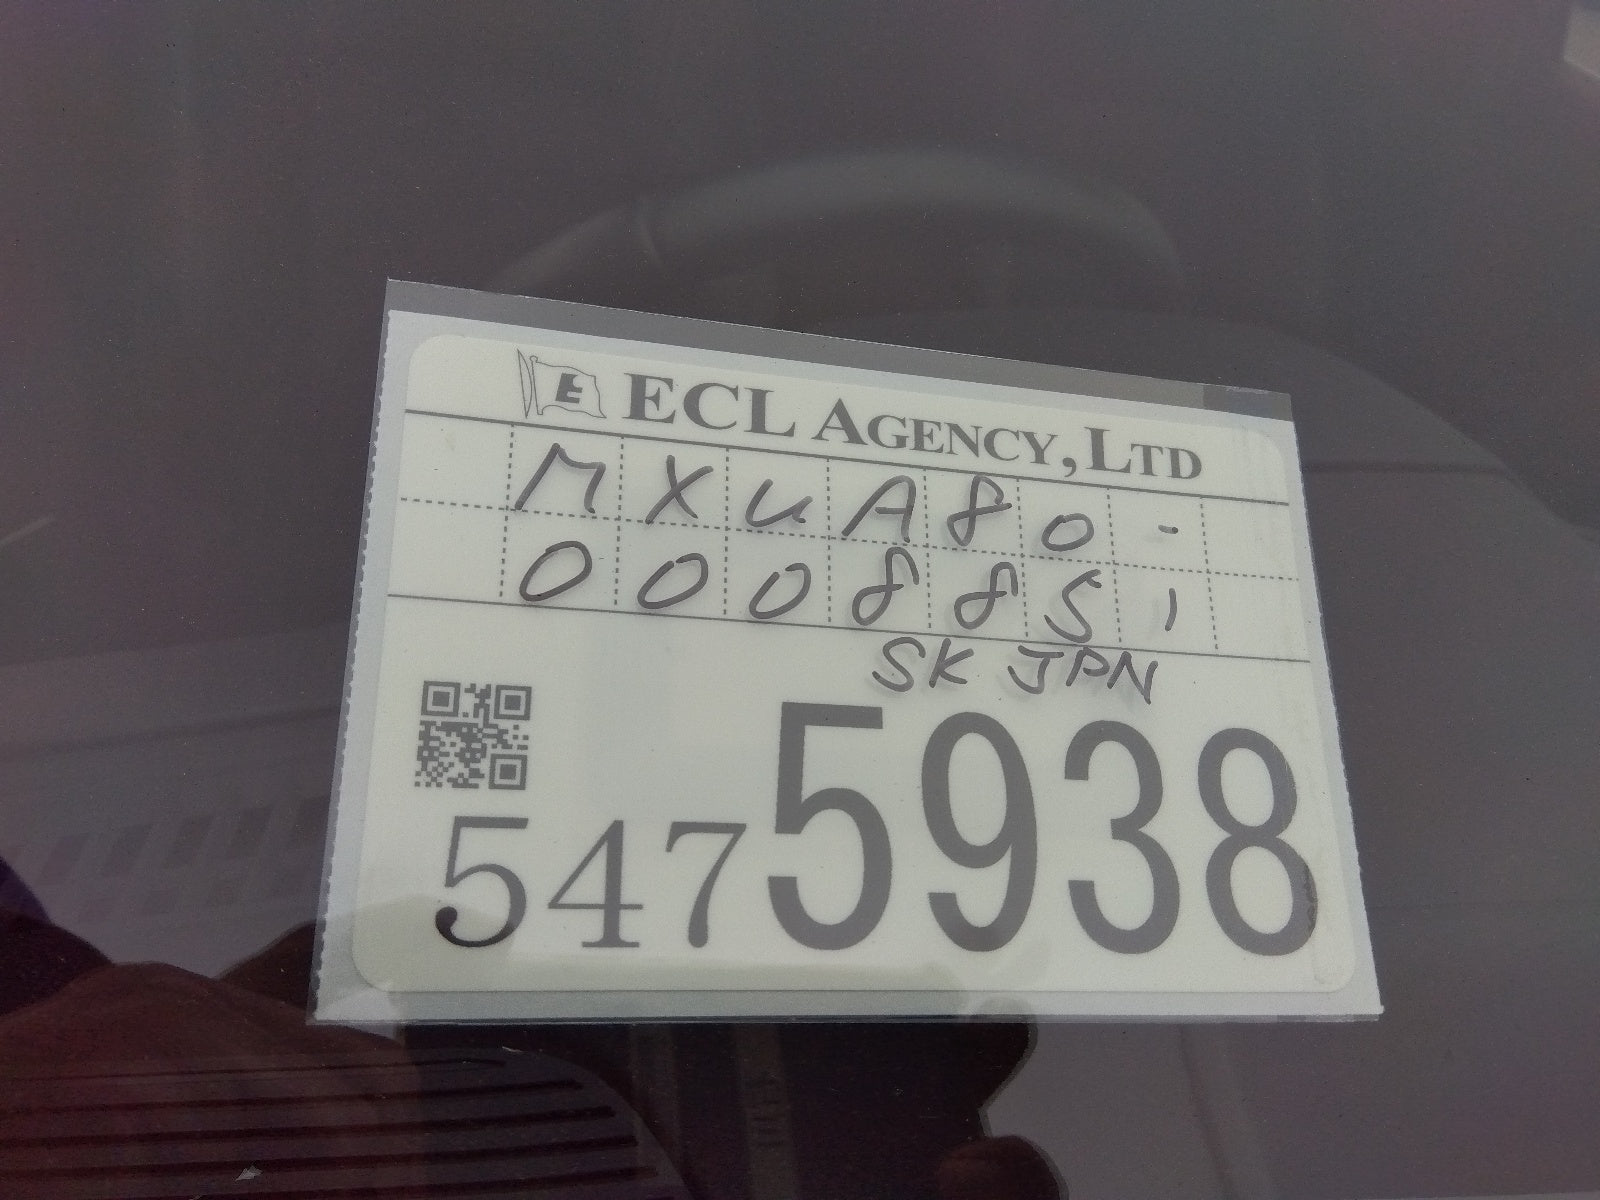 E ECL AGENCY, LTD
MXUA80-
0008851
SK JPN
5475938